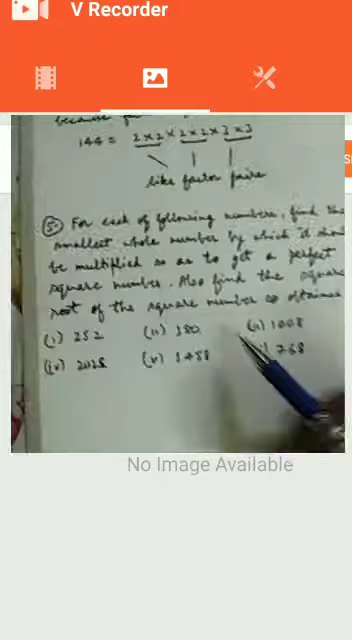 V Recorder
because
144 = 2 × 2 × 2 × 2 × 3 × 3
like factor pairs
5. For each of following numbers, find the
smallest whole number by which it should
be multiplied so as to get a perfect
square number. Also find the square
root of the square number so obtained
(i) 252 (ii) 180 (ii) 1008
(iv) 2028 (v) 1458 768
No Image Available